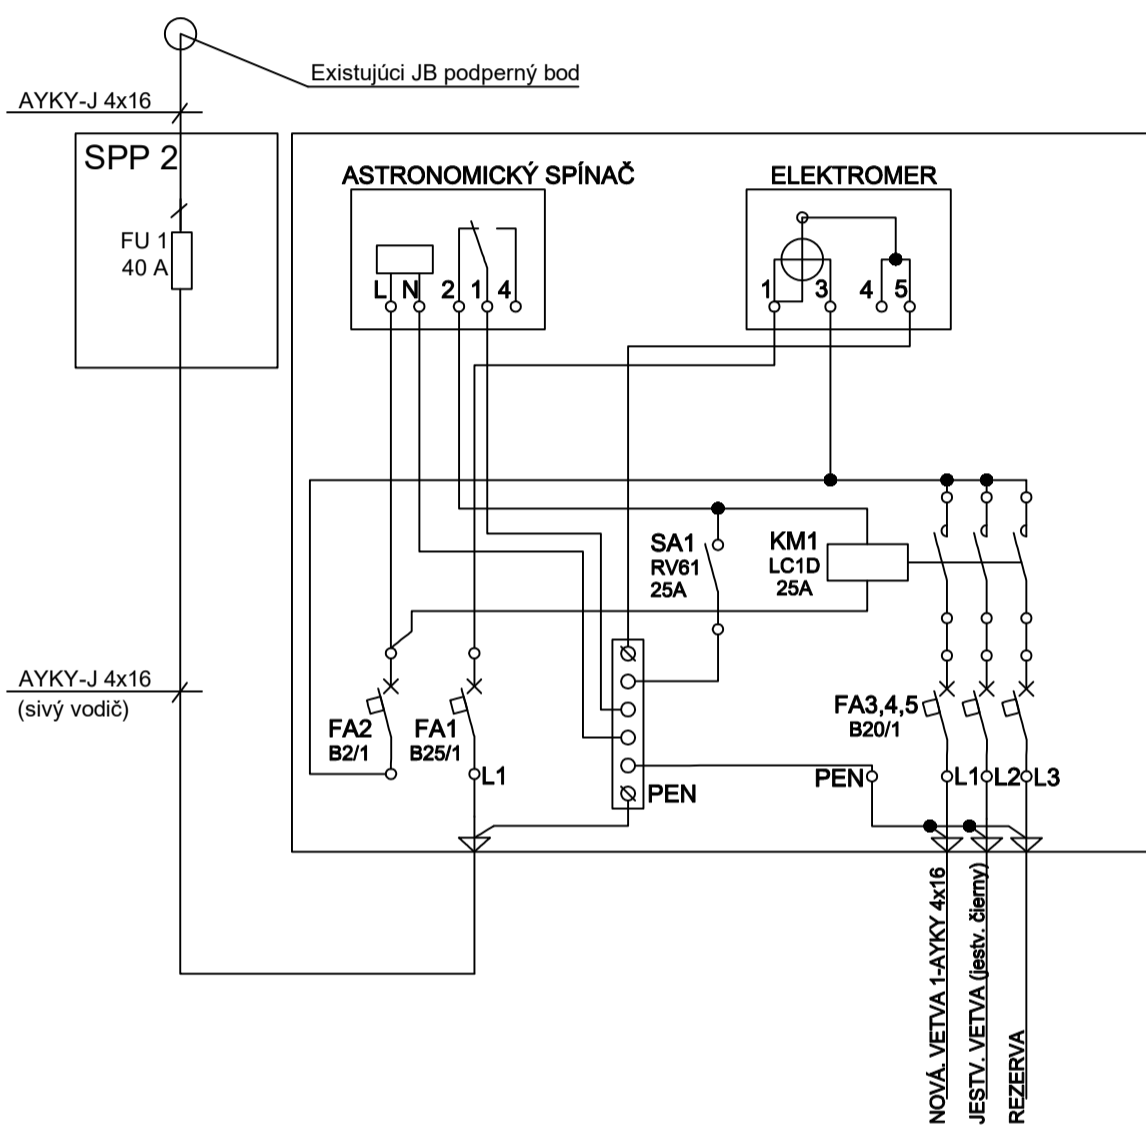 Existujúci JB podperný bod
AYKY-J 4x16
SPP 2
FU 1
40 A
ASTRONOMICKÝ SPÍNAČ
L N 2 1 4
ELEKTROMER
1 3 4 5
SA1
RV61
25A
KM1
LC1D
25A
AYKY-J 4x16
(sivý vodič)
FA2
B2/1
FA1
B25/1
L1
PEN
FA3,4,5
B20/1
PEN
L1 L2 L3
NOVÁ. VETVA 1-AYKY 4x16
JESTV. VETVA (jestv. čierny)
REZERVA